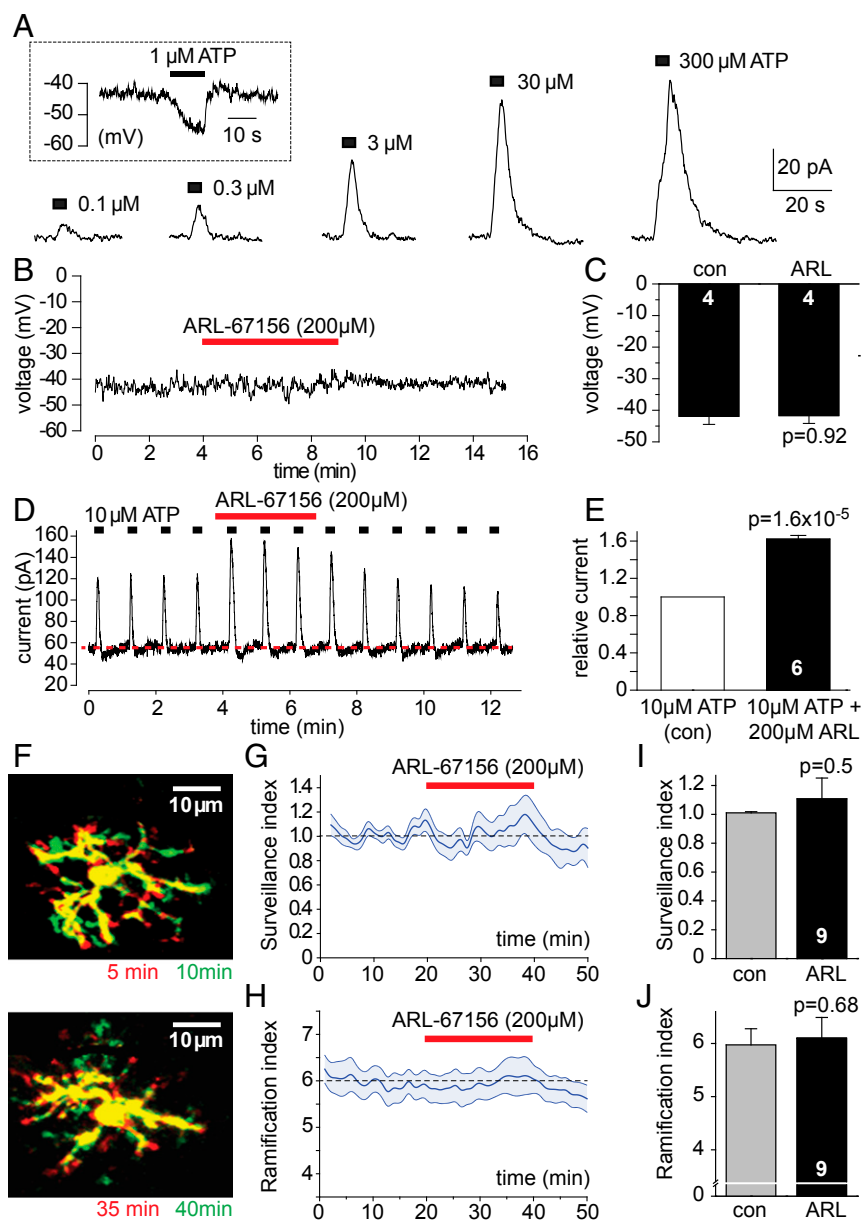 A
1 µM ATP
-40
-50
-60
(mV)
10 s
0.1 µM
0.3 µM
3 µM
30 µM
300 µM ATP
20 pA
20 s
B
voltage (mV)
0
-10
-20
-30
-40
-50
-60
ARL-67156 (200µM)
0 2 4 6 8 10 12 14 16
time (min)
C
con ARL
voltage (mV)
0
-10
-20
-30
-40
-50
4 4
p=0.92
D
10µM ATP
ARL-67156 (200µM)
current (pA)
160
140
120
100
80
60
40
20
0 2 4 6 8 10 12
time (min)
E
p=1.6x10-5
relative current
1.6
1.2
0.8
0.4
0
6
10µM ATP (con)
10µM ATP + 200µM ARL
F
10µm
5 min 10min
10µm
35 min 40min
G
ARL-67156 (200µM)
Surveillance index
1.4
1.2
1.0
0.8
0.6
0.4
0.2
0
time (min)
0 10 20 30 40 50
H
ARL-67156 (200µM)
Ramification index
7
6
5
4
time (min)
0 10 20 30 40 50
I
p=0.5
Surveillance index
1.2
1.0
0.8
0.6
0.4
0.2
0
9
con ARL
J
p=0.68
Ramification index
6
5
4
0
9
con ARL